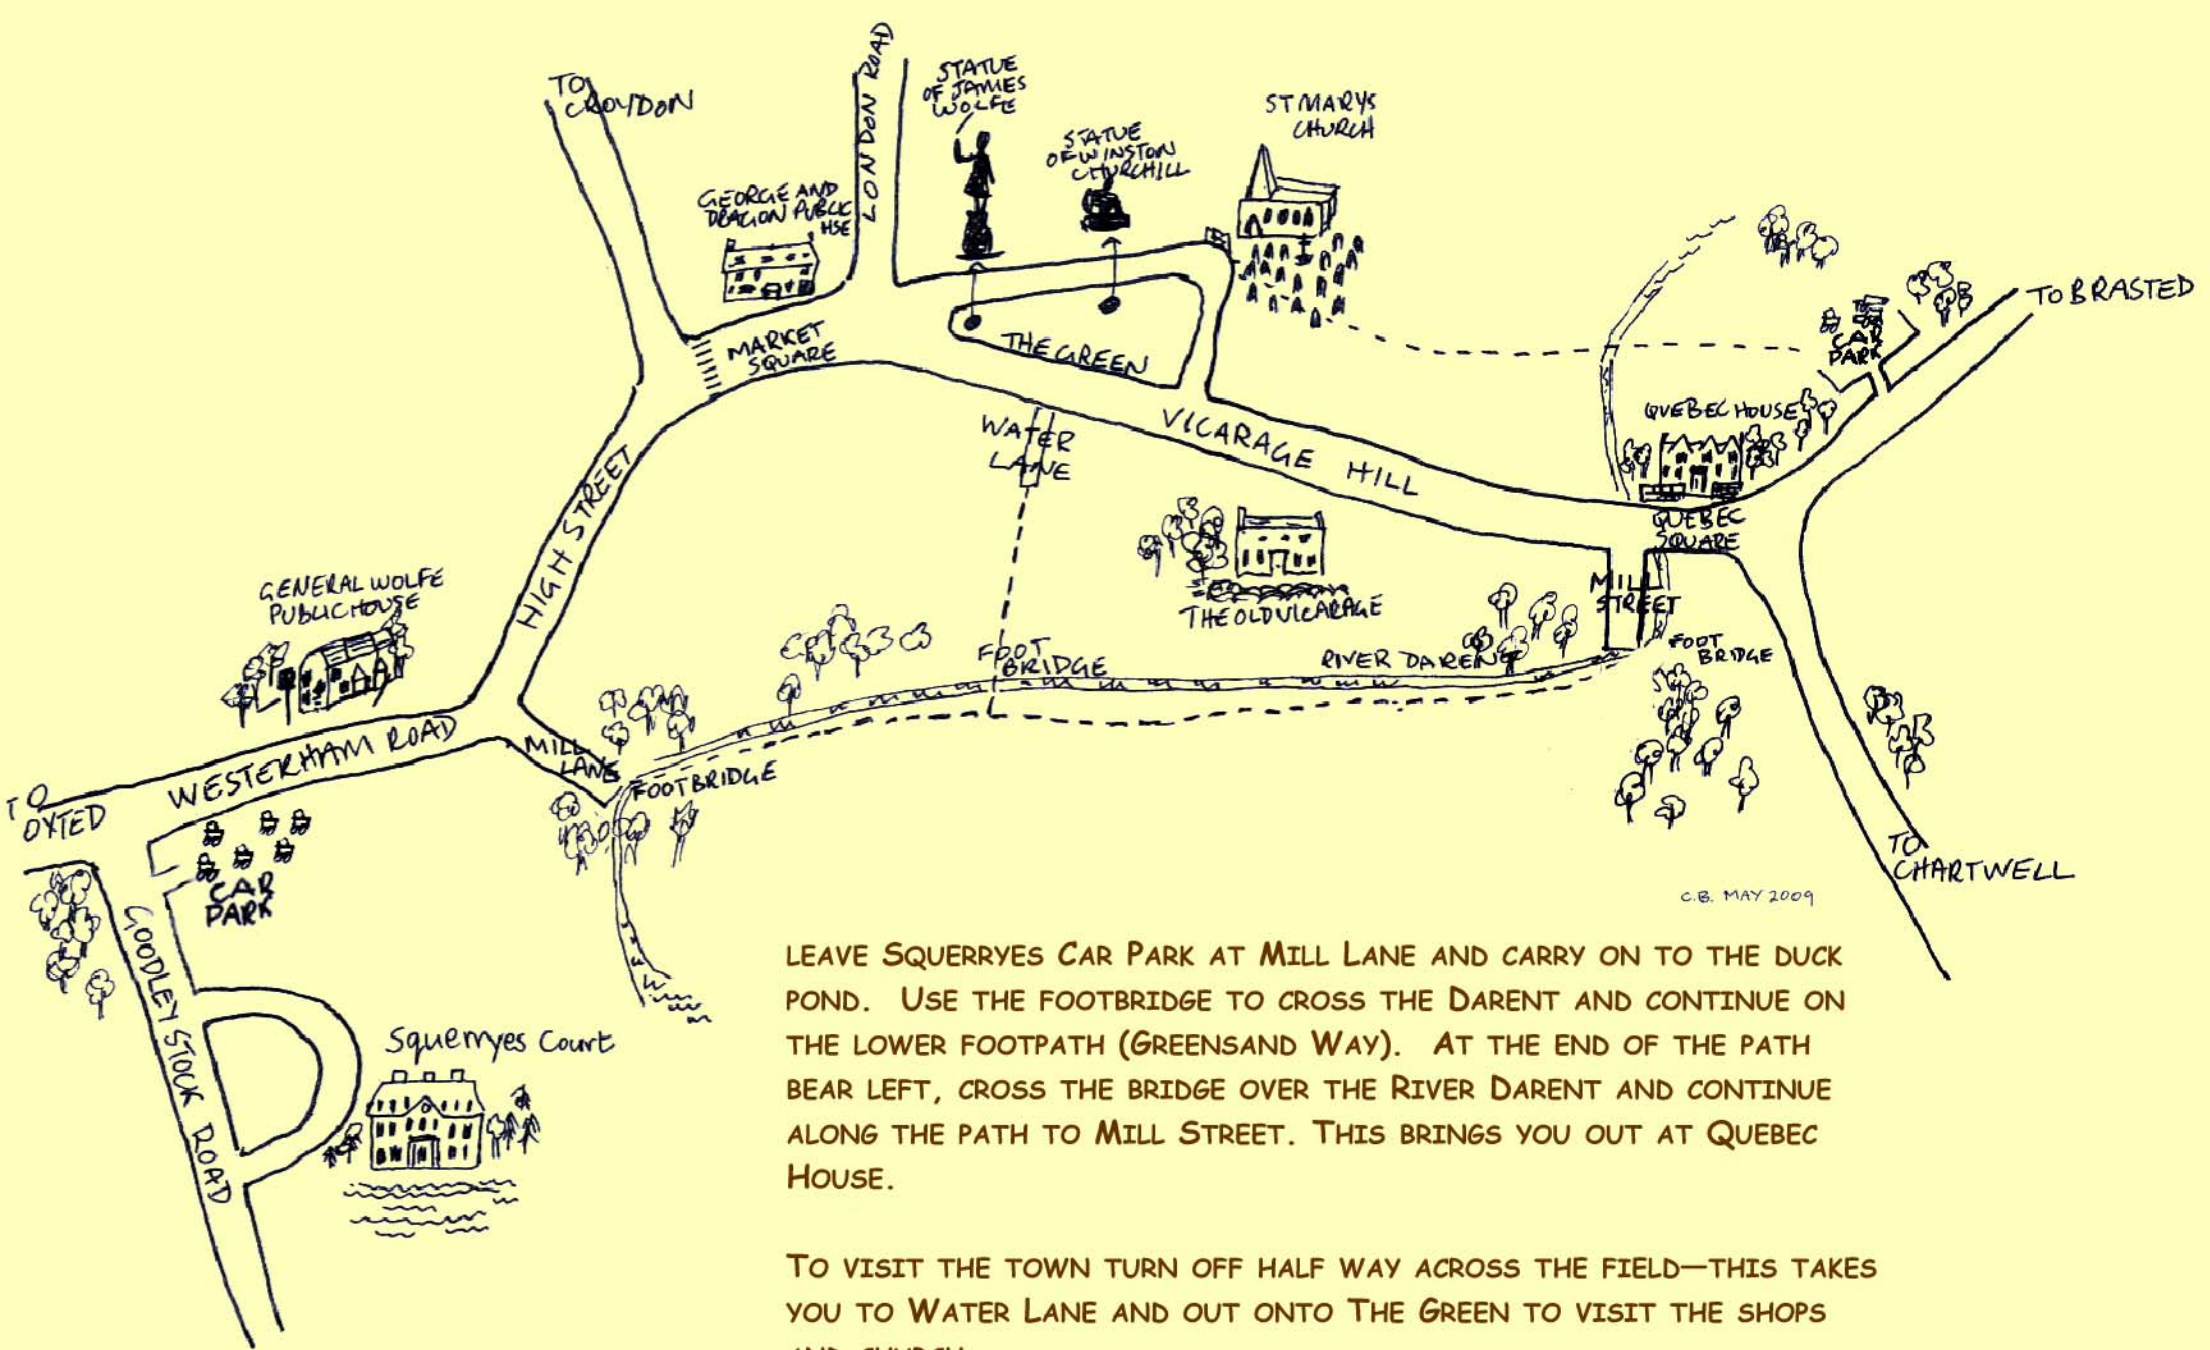 TO
CROYDON
LONDON ROAD
STATUE
OF JAMES
WOLFE
STATUE
OF WINSTON
CHURCHILL
ST MARYS
CHURCH
GEORGE AND
DRAGON PUBLIC
HSE
MARKET
SQUARE
THE GREEN
TO BRASTED
CAR
PARK
QUEBEC HOUSE
WATER
LANE
VICARAGE HILL
QUEBEC
SQUARE
HIGH STREET
GENERAL WOLFE
PUBLIC HOUSE
THE OLD VICARAGE
MILL
STREET
FOOT
BRIDGE
RIVER DARENT
FOOT
BRIDGE
WESTERHAM ROAD
MILL
LANE
FOOTBRIDGE
TO
OXTED
CAR
PARK
TO
CHARTWELL
C.B. MAY 2009
GOODLEY STOCK ROAD
Squerryes Court
LEAVE SQUERRYES CAR PARK AT MILL LANE AND CARRY ON TO THE DUCK
POND. USE THE FOOTBRIDGE TO CROSS THE DARENT AND CONTINUE ON
THE LOWER FOOTPATH (GREENSAND WAY). AT THE END OF THE PATH
BEAR LEFT, CROSS THE BRIDGE OVER THE RIVER DARENT AND CONTINUE
ALONG THE PATH TO MILL STREET. THIS BRINGS YOU OUT AT QUEBEC
HOUSE.
TO VISIT THE TOWN TURN OFF HALF WAY ACROSS THE FIELD—THIS TAKES
YOU TO WATER LANE AND OUT ONTO THE GREEN TO VISIT THE SHOPS